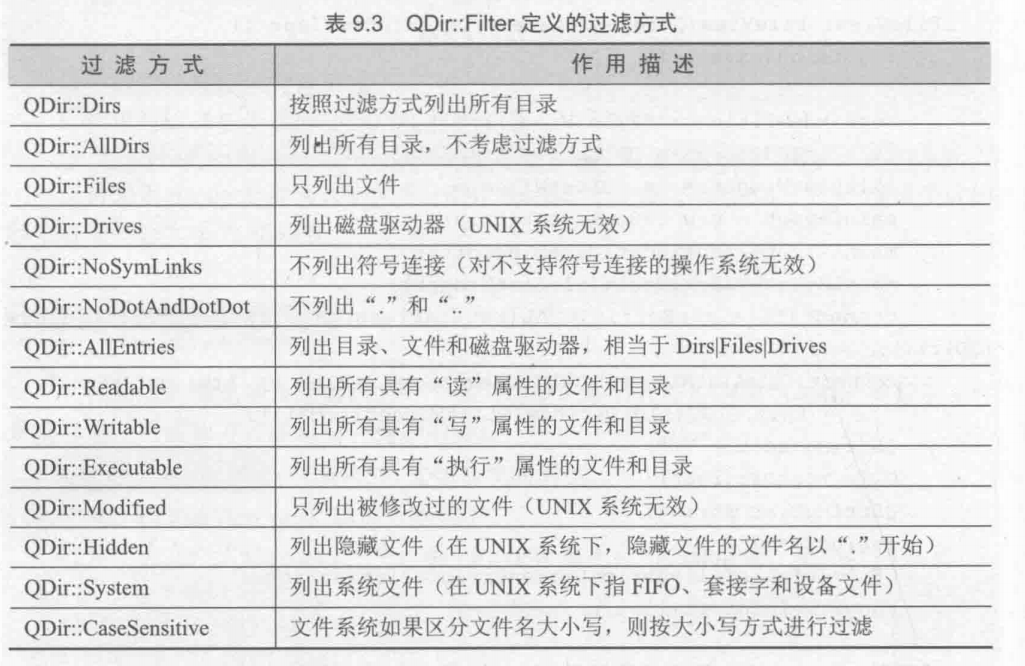 表 9.3 QDir::Filter 定义的过滤方式
过 滤 方 式 作 用 描 述
QDir::Dirs 按照过滤方式列出所有目录
QDir::AllDirs 列出所有目录，不考虑过滤方式
QDir::Files 只列出文件
QDir::Drives 列出磁盘驱动器（UNIX 系统无效）
QDir::NoSymLinks 不列出符号连接（对不支持符号连接的操作系统无效）
QDir::NoDotAndDotDot 不列出“.”和“..”
QDir::AllEntries 列出目录、文件和磁盘驱动器，相当于 Dirs|Files|Drives
QDir::Readable 列出所有具有“读”属性的文件和目录
QDir::Writable 列出所有具有“写”属性的文件和目录
QDir::Executable 列出所有具有“执行”属性的文件和目录
QDir::Modified 只列出被修改过的文件（UNIX 系统无效）
QDir::Hidden 列出隐藏文件（在 UNIX 系统下，隐藏文件的文件名以“.”开始）
QDir::System 列出系统文件（在 UNIX 系统下指 FIFO、套接字和设备文件）
QDir::CaseSensitive 文件系统如果区分文件名大小写，则按大小写方式进行过滤